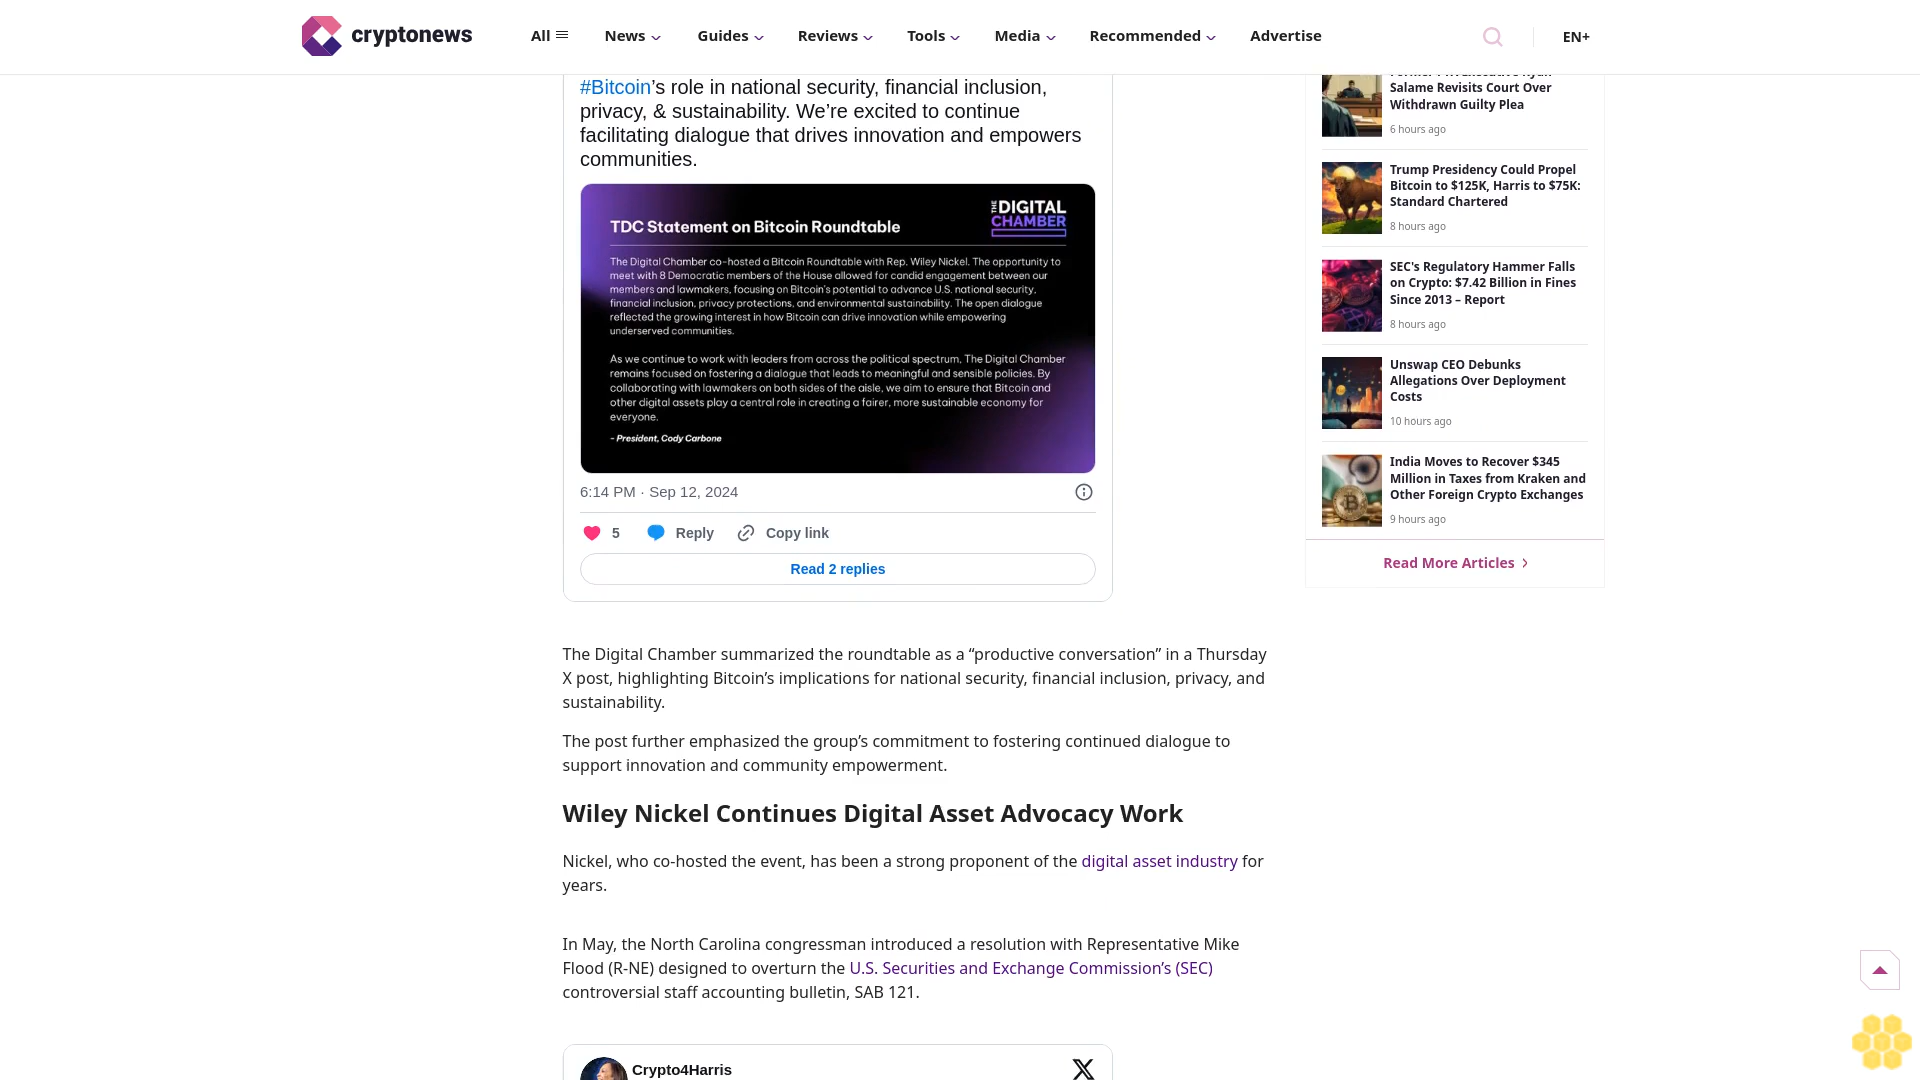 cryptonews
All
News
Guides
Reviews
Tools
Media
Recommended
Advertise
EN+
#Bitcoin’s role in national security, financial inclusion,
privacy, & sustainability. We’re excited to continue
facilitating dialogue that drives innovation and empowers
communities.
THE DIGITAL
CHAMBER
TDC Statement on Bitcoin Roundtable
The Digital Chamber co-hosted a Bitcoin Roundtable with Rep. Wiley Nickel. The opportunity to
meet with 8 Democratic members of the House allowed for candid engagement between our
members and lawmakers, focusing on Bitcoin's potential to advance U.S. national security,
financial inclusion, privacy protections, and environmental sustainability. The open dialogue
reflected the growing interest in how Bitcoin can drive innovation while empowering
underserved communities.
As we continue to work with leaders from across the political spectrum, The Digital Chamber
remains focused on fostering a dialogue that leads to meaningful and sensible policies. By
collaborating with lawmakers on both sides of the aisle, we aim to ensure that Bitcoin and
other digital assets play a central role in creating a fairer, more sustainable economy for
everyone.
- President, Cody Carbone
6:14 PM · Sep 12, 2024
5
Reply
Copy link
Read 2 replies
The Digital Chamber summarized the roundtable as a “productive conversation” in a Thursday
X post, highlighting Bitcoin’s implications for national security, financial inclusion, privacy, and
sustainability.
The post further emphasized the group’s commitment to fostering continued dialogue to
support innovation and community empowerment.
Wiley Nickel Continues Digital Asset Advocacy Work
Nickel, who co-hosted the event, has been a strong proponent of the digital asset industry for
years.
In May, the North Carolina congressman introduced a resolution with Representative Mike
Flood (R-NE) designed to overturn the U.S. Securities and Exchange Commission’s (SEC)
controversial staff accounting bulletin, SAB 121.
Crypto4Harris
Salame Revisits Court Over
Withdrawn Guilty Plea
6 hours ago
Trump Presidency Could Propel
Bitcoin to $125K, Harris to $75K:
Standard Chartered
8 hours ago
SEC's Regulatory Hammer Falls
on Crypto: $7.42 Billion in Fines
Since 2013 – Report
8 hours ago
Unswap CEO Debunks
Allegations Over Deployment
Costs
10 hours ago
India Moves to Recover $345
Million in Taxes from Kraken and
Other Foreign Crypto Exchanges
9 hours ago
Read More Articles